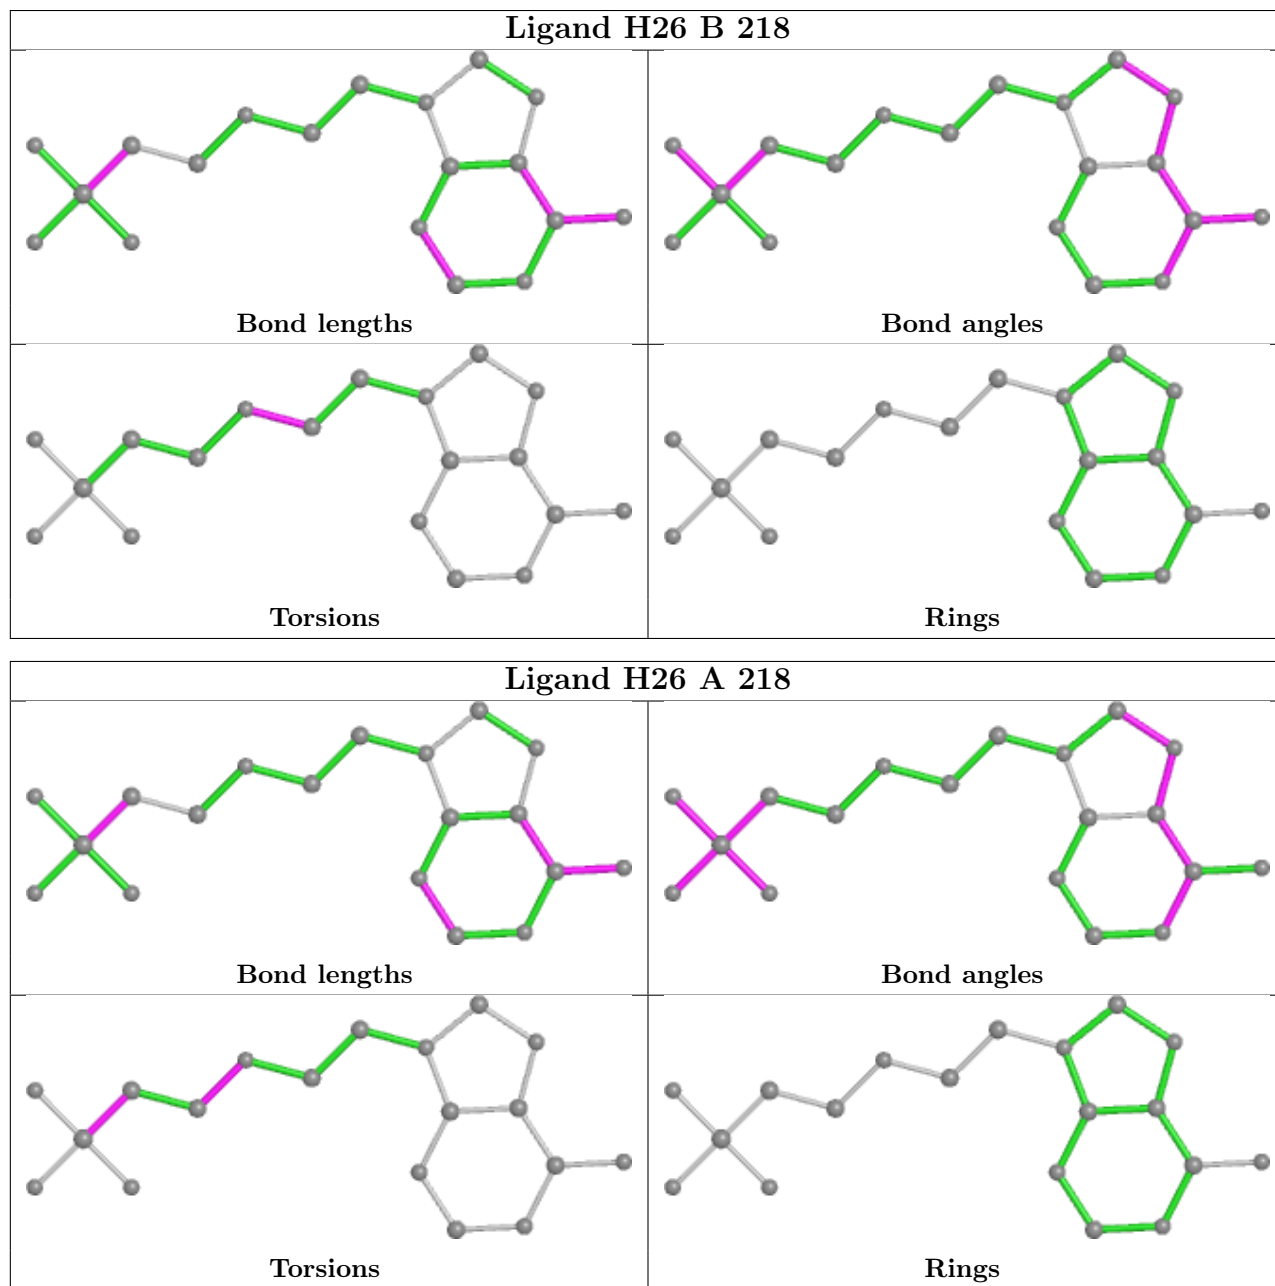 Ligand H26 B 218
Bond lengths
Bond angles
Torsions
Rings
Ligand H26 A 218
Bond lengths
Bond angles
Torsions
Rings